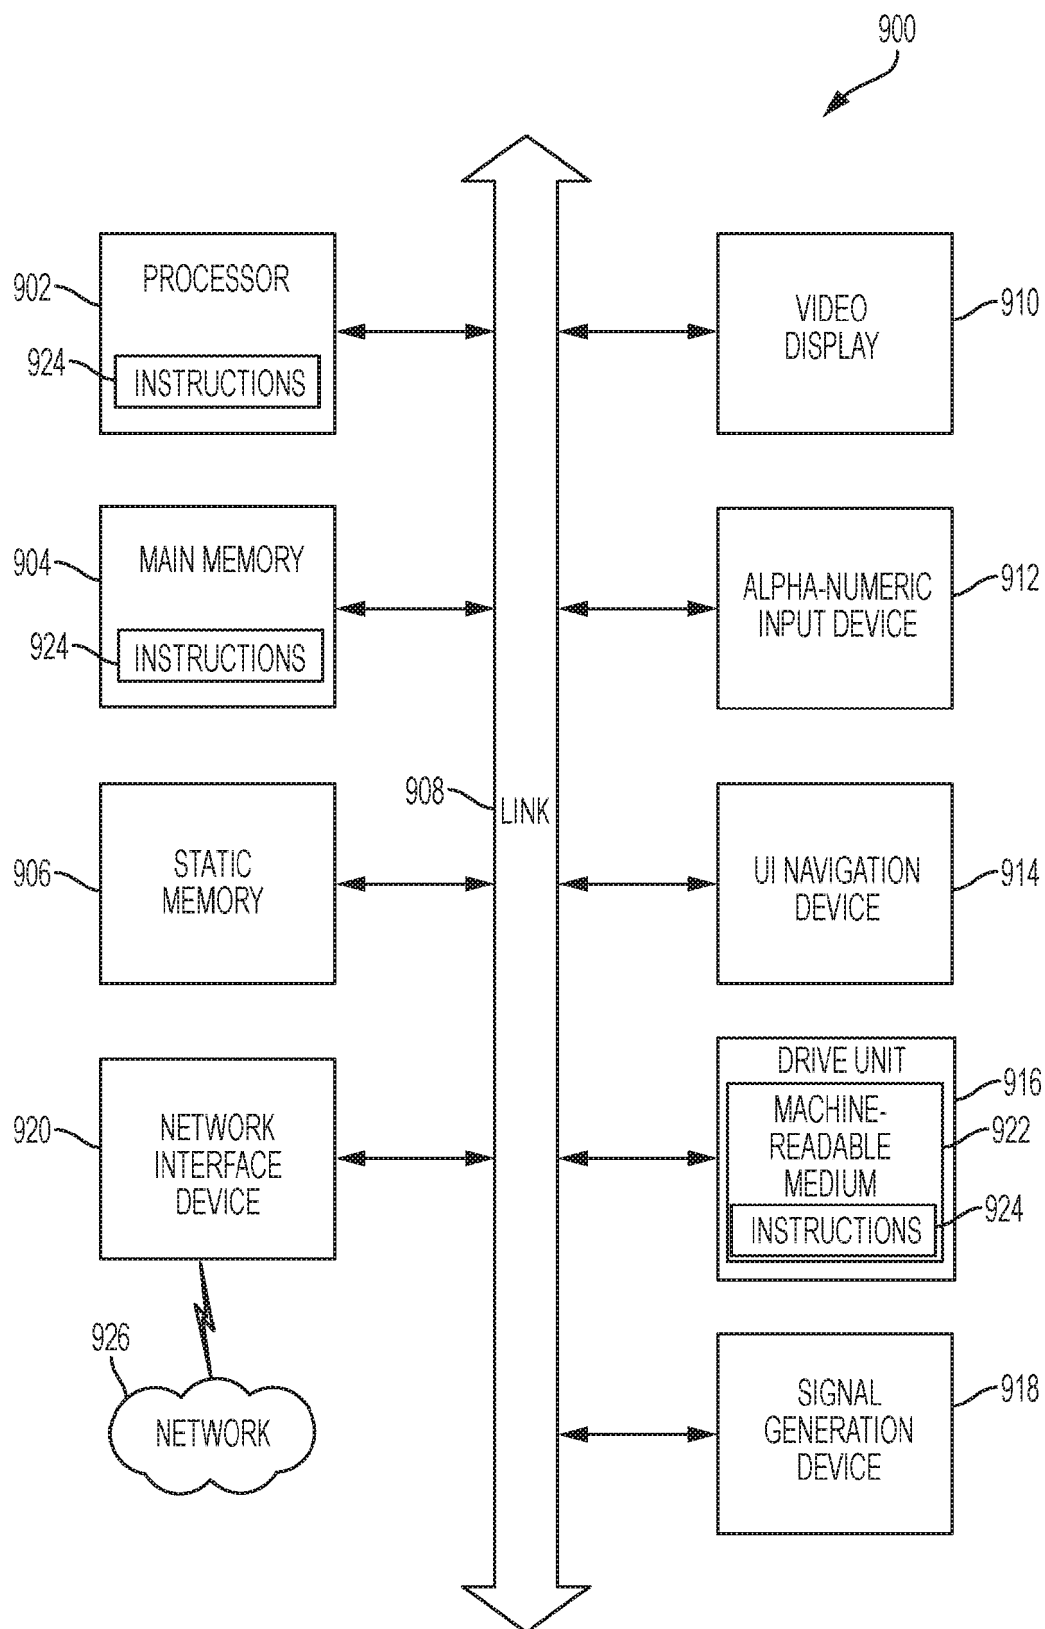 900
902
PROCESSOR
924
INSTRUCTIONS
904
MAIN MEMORY
924
INSTRUCTIONS
906
STATIC
MEMORY
920
NETWORK
INTERFACE
DEVICE
926
NETWORK
908
LINK
VIDEO
DISPLAY
910
ALPHA-NUMERIC
INPUT DEVICE
912
UI NAVIGATION
DEVICE
914
DRIVE UNIT
916
MACHINE-
READABLE
MEDIUM
922
INSTRUCTIONS
924
SIGNAL
GENERATION
DEVICE
918